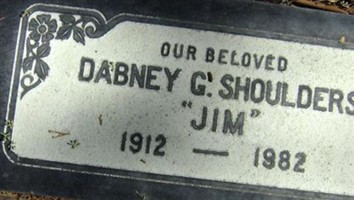 OUR BELOVED
DABNEY G. SHOULDERS
"JIM"
1912 — 1982